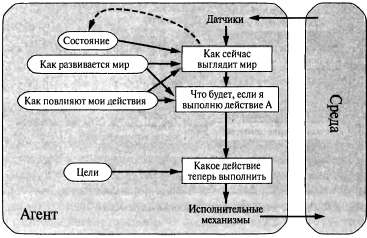 Датчики
Состояние
Как сейчас
выглядит мир
Как развивается мир
Что будет, если я
выполню действие А
Как повлияют мои действия
Среда
Цели
Какое действие
теперь выполнить
Агент
Исполнительные
механизмы